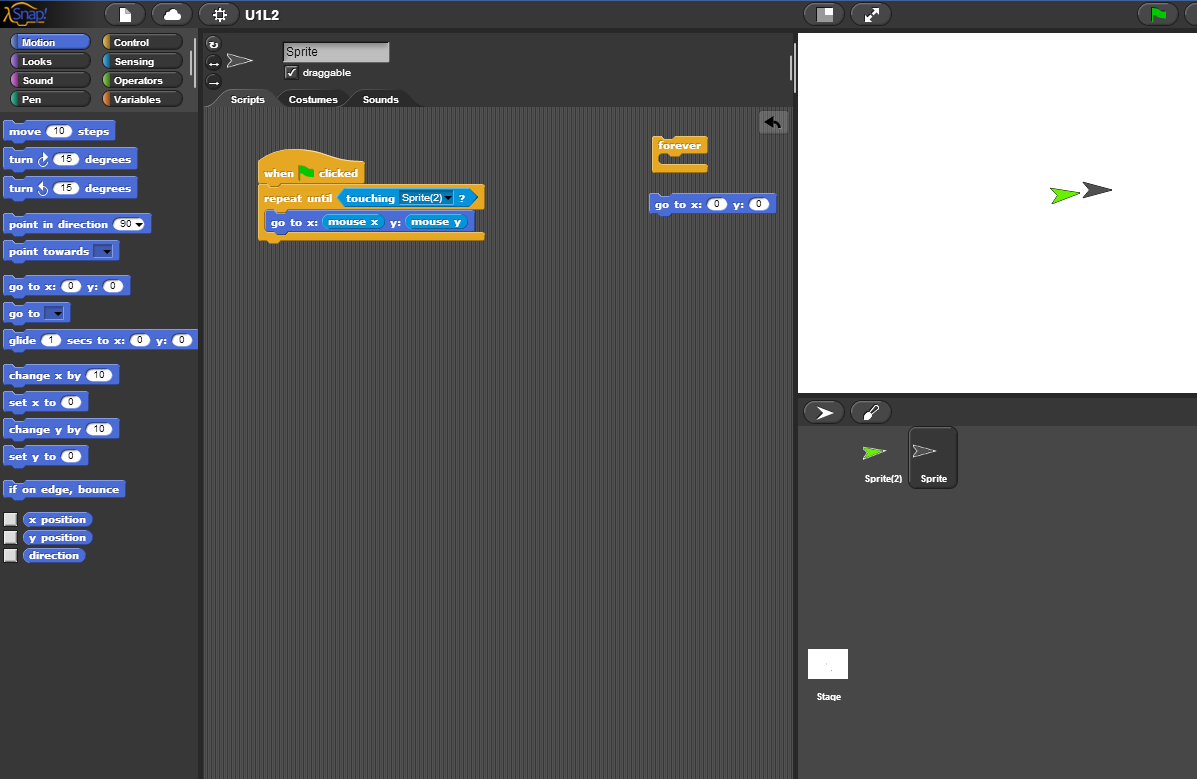 Snap!
U1L2
Motion
Control
Looks
Sensing
Sound
Operators
Pen
Variables
move 10 steps
turn 15 degrees
turn 15 degrees
point in direction 90
point towards
go to x: 0 y: 0
go to
glide 1 secs to x: 0 y: 0
change x by 10
set x to 0
change y by 10
set y to 0
if on edge, bounce
x position
y position
direction
Sprite
draggable
Scripts
Costumes
Sounds
when clicked
repeat until touching Sprite(2) ?
go to x: mouse x y: mouse y
forever
go to x: 0 y: 0
Sprite(2)
Sprite
Stage